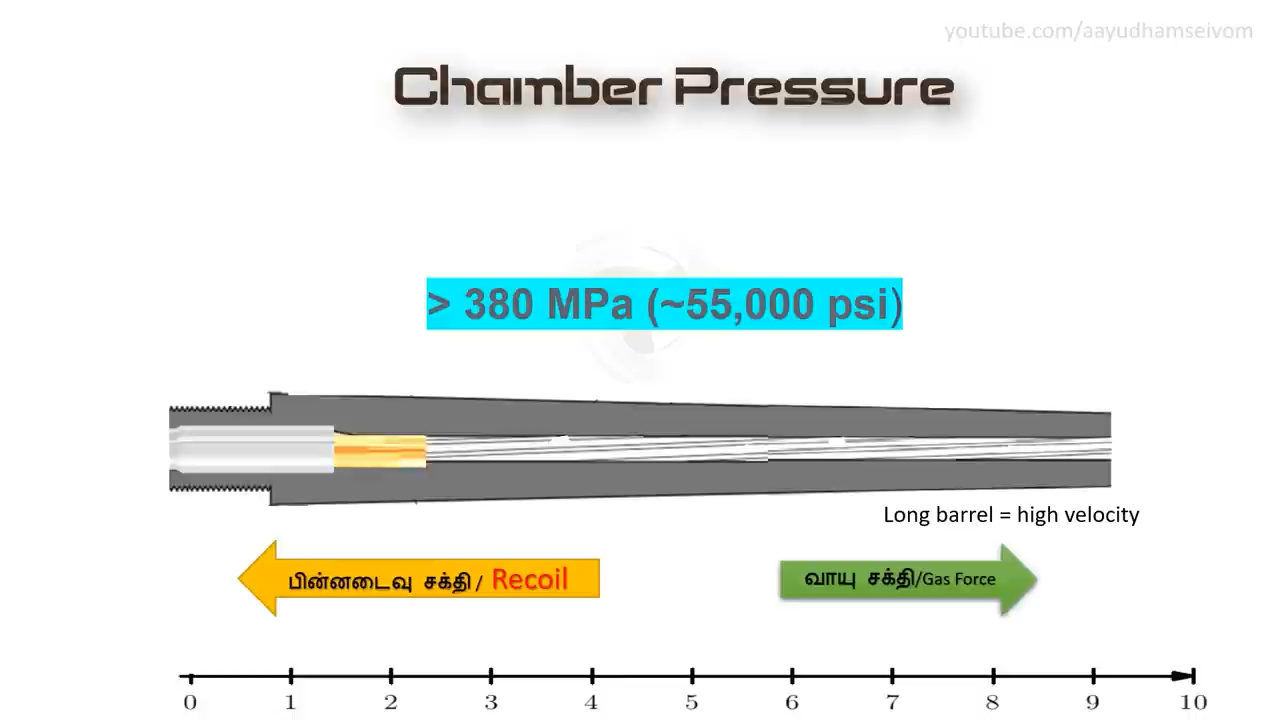 youtube.com/aayudhamseivom
Chamber Pressure
> 380 MPa (~55,000 psi)
Long barrel = high velocity
பின்னடைவு சக்தி / Recoil
வாயு சக்தி/Gas Force
0 1 2 3 4 5 6 7 8 9 10